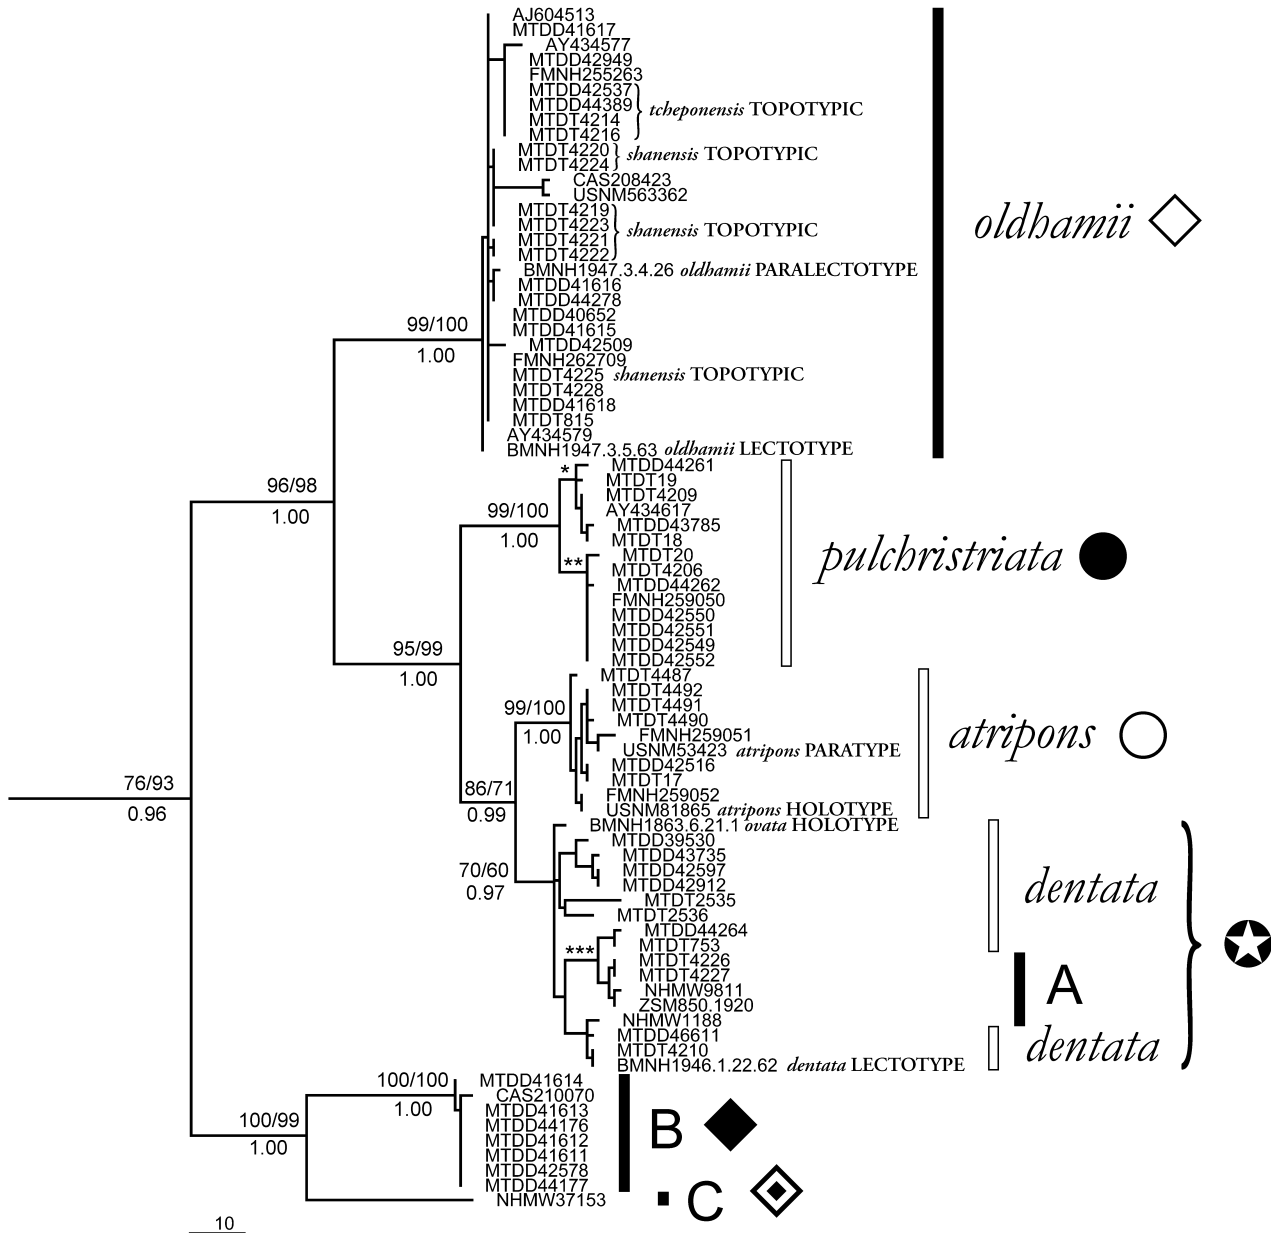 AJ604513
MTDD41617
AY434577
MTDD42949
FMNH255263
MTDD42537
MTDD44389
tcheponensis TOPOTYPIC
MTDT4214
MTDT4216
MTDT4220
shanensis TOPOTYPIC
MTDT4224
CAS208423
USNM563362
MTDT4219
MTDT4223
shanensis TOPOTYPIC
MTDT4221
MTDT4222
oldhamii
BMNH1947.3.4.26 oldhamii PARALECTOTYPE
MTDD41616
MTDD44278
MTDD40652
99/100
1.00
MTDD41615
MTDD42509
FMNH262709
MTDT4225 shanensis TOPOTYPIC
MTDT4228
MTDD41618
MTDT815
AY434579
BMNH1947.3.5.63 oldhamii LECTOTYPE
96/98
1.00
MTDD44261
*
MTDT19
MTDT4209
AY434617
99/100
1.00
MTDD43785
MTDT18
MTDT20
**
MTDT4206
pulchristriata
MTDD44262
FMNH259050
MTDD42550
MTDD42551
MTDD42549
MTDD42552
95/99
1.00
MTDT4487
MTDT4492
MTDT4491
99/100
1.00
MTDT4490
FMNH259051
atripons
USNM53423 atripons PARATYPE
MTDD42516
MTDT17
76/93
0.96
86/71
0.99
FMNH259052
USNM81865 atripons HOLOTYPE
BMNH1863.6.21.1 ovata HOLOTYPE
MTDD39530
MTDD43735
70/60
0.97
MTDD42597
MTDD42912
dentata
MTDT2535
MTDT2536
MTDD44264
***
MTDT753
MTDT4226
MTDT4227
A
NHMW9811
ZSM850.1920
NHMW1188
MTDD46611
dentata
MTDT4210
BMNH1946.1.22.62 dentata LECTOTYPE
100/100
1.00
MTDD41614
CAS210070
MTDD41613
100/99
1.00
MTDD44176
B
MTDD41612
MTDD41611
MTDD42578
MTDD44177
NHMW37153
C
10